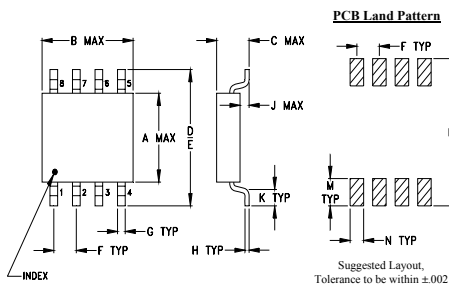 PCB Land Pattern
B MAX
C MAX
F TYP
8 7 6 5
J MAX
A MAX
D
E
K TYP
M
TYP
1 2 3 4
G TYP
F TYP
H TYP
N TYP
INDEX
Suggested Layout,
Tolerance to be within ±.002